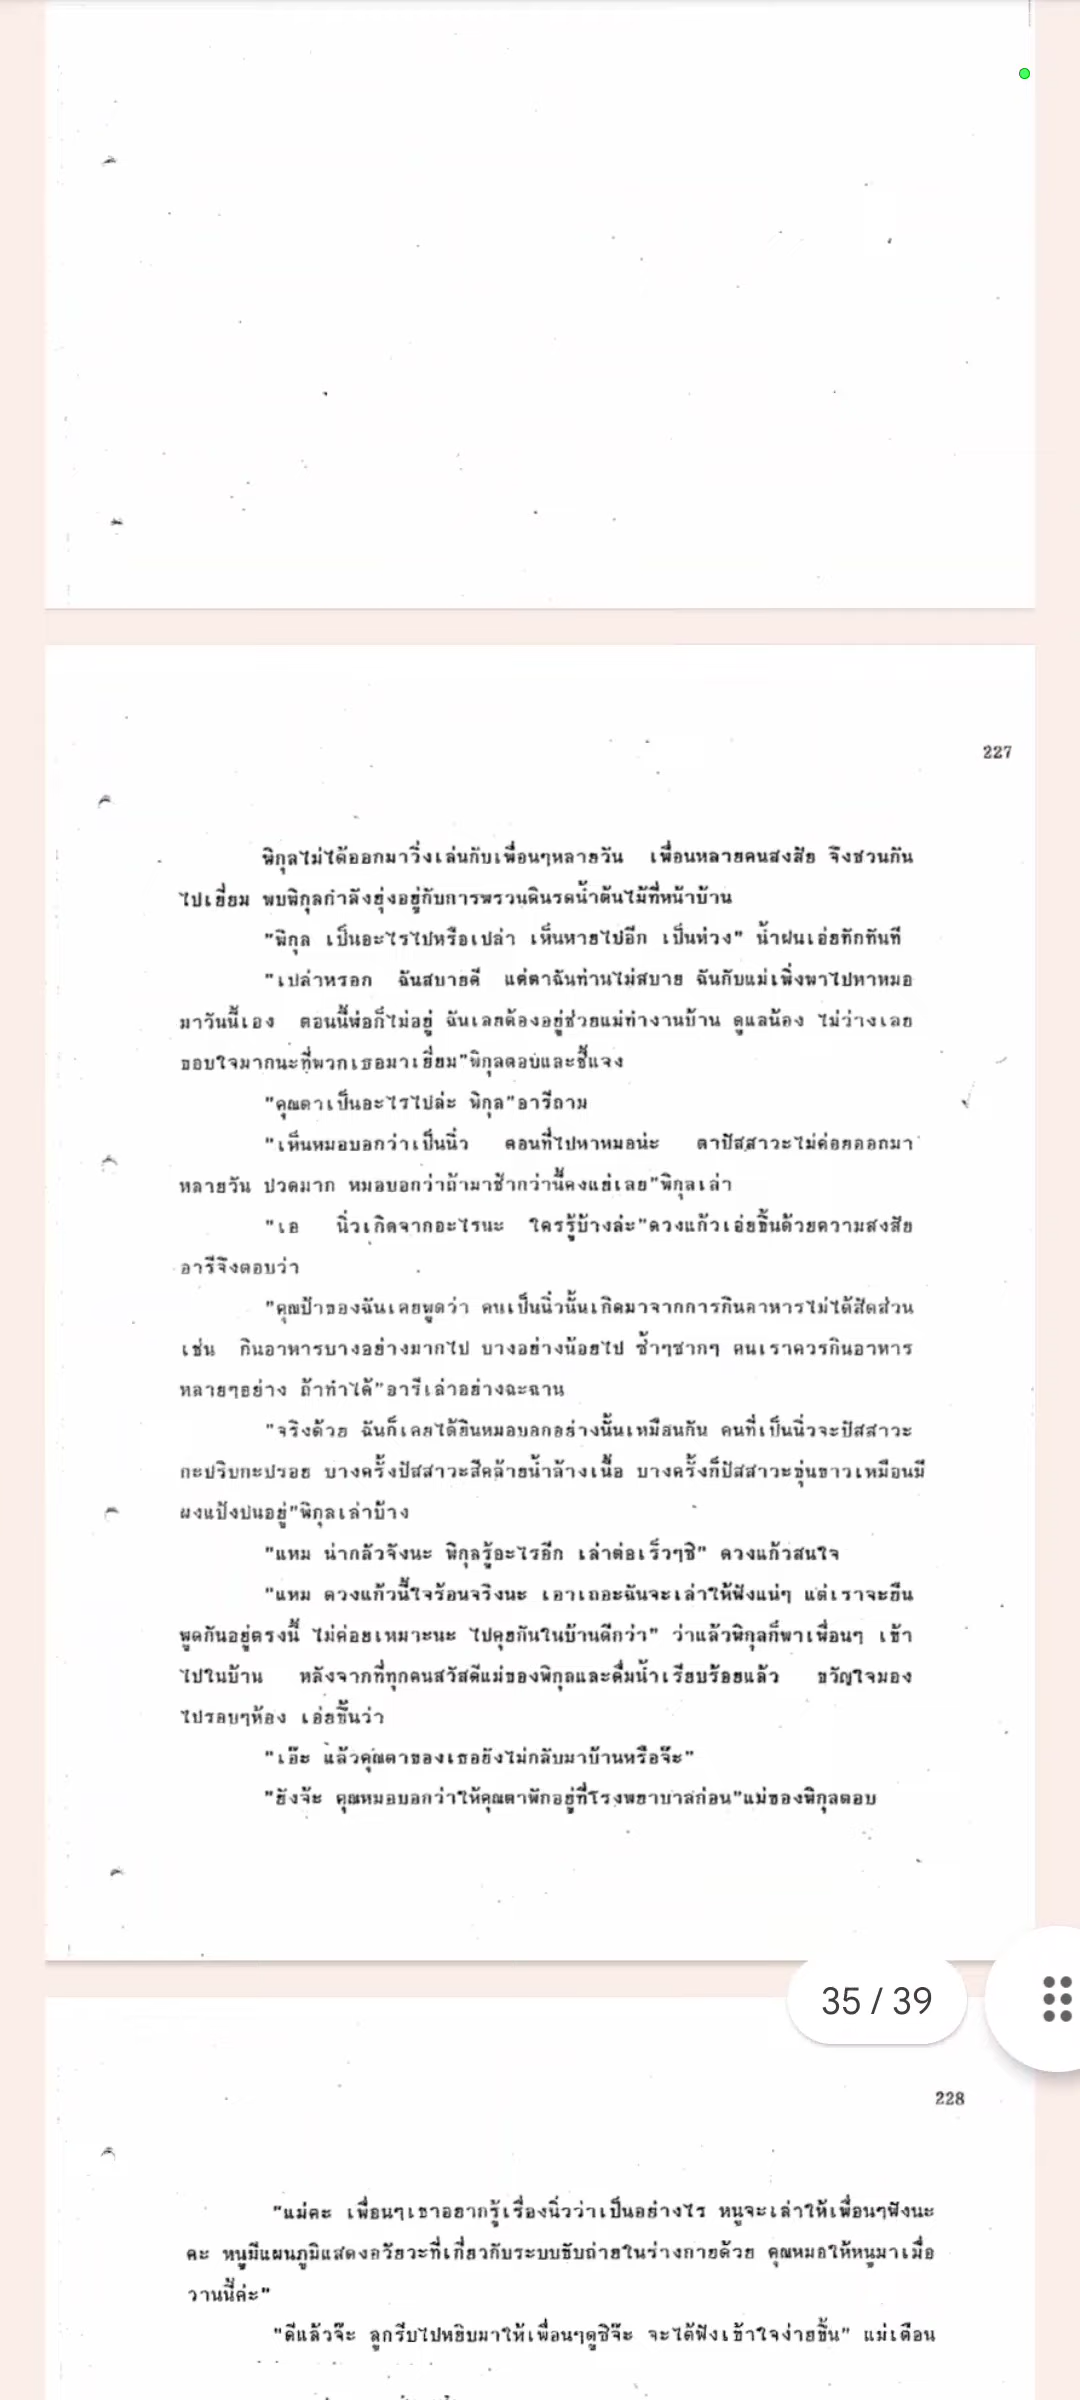 227
พิกุลไม่ได้ออกมาวิ่งเล่นกับเพื่อนๆหลายวัน เพื่อนหลายคนสงสัย จึงชวนกัน
ไปเยี่ยม พบพิกุลกำลังยุ่งอยู่กับการพรวนดินรดน้ำต้นไม้ที่หน้าบ้าน
"พิกุล เป็นอะไรไปหรือเปล่า เห็นหายไปอีก เป็นห่วง" น้ำฝนเอ่ยทักทันที
"เปล่าหรอก ฉันสบายดี แต่ตาฉันท่านไม่สบาย ฉันกับแม่เพิ่งพาไปหาหมอ
มาวันนี้เอง ตอนนี้พ่อก็ไม่อยู่ ฉันเลยต้องอยู่ช่วยแม่ทำงานบ้าน ดูแลน้อง ไม่ว่างเลย
ขอบใจมากนะที่พวกเธอมาเยี่ยม"พิกุลตอบและชี้แจง
"คุณตาเป็นอะไรไปล่ะ พิกุล"อารีถาม
"เห็นหมอบอกว่าเป็นนิ่ว ตอนที่ไปหาหมอน่ะ ตาปัสสาวะไม่ค่อยออกมา
หลายวัน ปวดมาก หมอบอกว่าถ้ามาช้ากว่านี้คงแย่เลย"พิกุลเล่า
"เอ นิ่วเกิดจากอะไรนะ ใครรู้บ้างล่ะ"ดวงแก้วเอ่ยขึ้นด้วยความสงสัย
อารีจึงตอบว่า
"คุณป้าของฉันเคยพูดว่า คนเป็นนิ่วนั้นเกิดมาจากการกินอาหารไม่ได้สัดส่วน
เช่น กินอาหารบางอย่างมากไป บางอย่างน้อยไป ซ้ำๆซากๆ คนเราควรกินอาหาร
หลายๆอย่าง ถ้าทำได้"อารีเล่าอย่างฉะฉาน
"จริงด้วย ฉันก็เคยได้ยินหมอบอกอย่างนั้นเหมือนกัน คนที่เป็นนิ่วจะปัสสาวะ
กะปริบกะปรอย บางครั้งปัสสาวะสีคล้ายน้ำล้างเนื้อ บางครั้งก็ปัสสาวะขุ่นขาวเหมือนมี
ผงแป้งปนอยู่"พิกุลเล่าบ้าง
"แหม น่ากลัวจังนะ พิกุลรู้อะไรอีก เล่าต่อเร็วๆซิ" ดวงแก้วสนใจ
"แหม ดวงแก้วนี้ใจร้อนจริงนะ เอาเถอะฉันจะเล่าให้ฟังแน่ๆ แต่เราจะยืน
พูดกันอยู่ตรงนี้ ไม่ค่อยเหมาะนะ ไปคุยกันในบ้านดีกว่า" ว่าแล้วพิกุลก็พาเพื่อนๆ เข้า
ไปในบ้าน หลังจากที่ทุกคนสวัสดีแม่ของพิกุลและดื่มน้ำเรียบร้อยแล้ว ขวัญใจมอง
ไปรอบๆห้อง เอ่ยขึ้นว่า
"เอ๊ะ แล้วคุณตาของเธอยังไม่กลับมาบ้านหรือจ๊ะ"
"ยังจ้ะ คุณหมอบอกว่าให้คุณตาพักอยู่ที่โรงพยาบาลก่อน"แม่ของพิกุลตอบ
35 / 39
228
"แม่คะ เพื่อนๆเขาอยากรู้เรื่องนิ่วว่าเป็นอย่างไร หนูจะเล่าให้เพื่อนๆฟังนะ
คะ หนูมีแผนภูมิแสดงอวัยวะที่เกี่ยวกับระบบขับถ่ายในร่างกายด้วย คุณหมอให้หนูมาเมื่อ
วานนี้ค่ะ"
"ดีแล้วจ๊ะ ลูกรีบไปหยิบมาให้เพื่อนๆดูซิจ๊ะ จะได้ฟังเข้าใจง่ายขึ้น" แม่เตือน